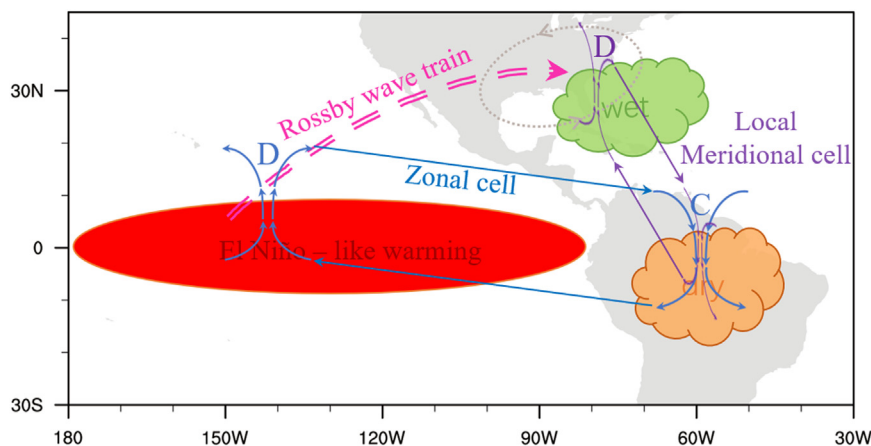 30N
0
30S
180
150W
120W
90W
60W
30W
Rossby wave train
D
D
wet
Local
Meridional cell
Zonal cell
C
El Niño – like warming
dry